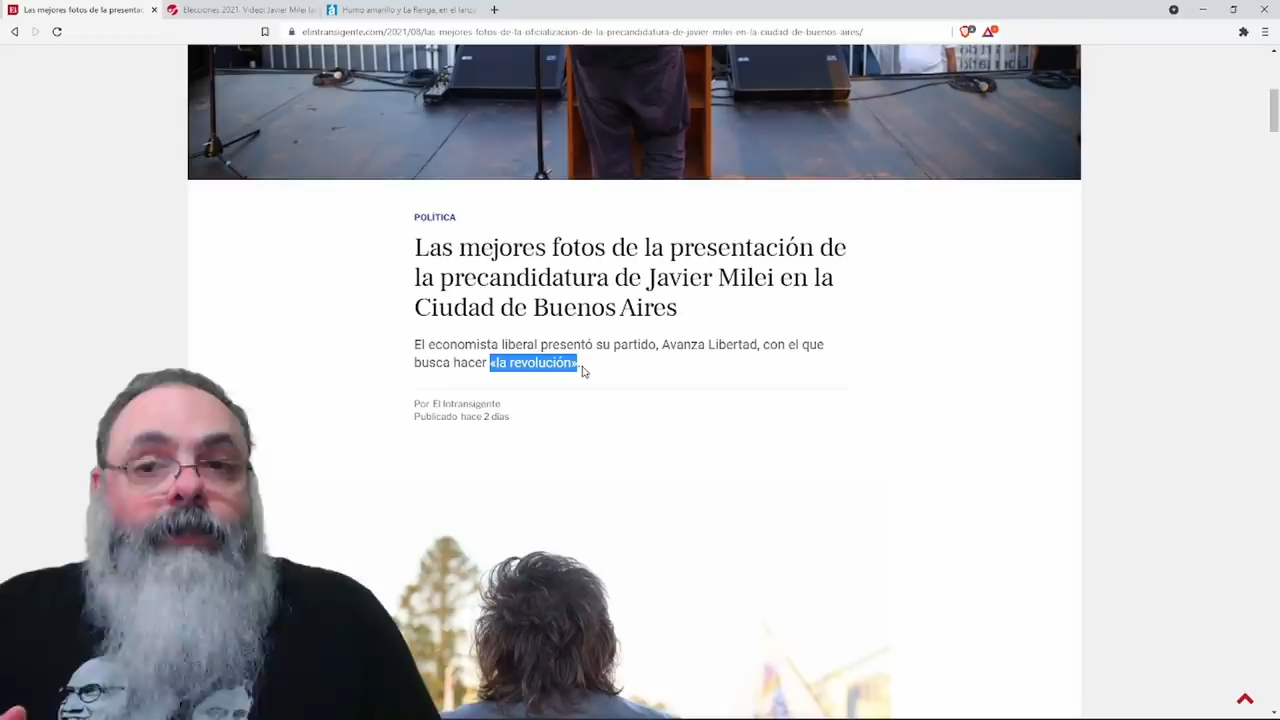 Las mejores fotos de la presentac
Elecciones 2021. Video: Javier Milei l
Humo amarillo y La Renga, en el
elintransigente.com/2021/08/las-mejores-fotos-de-la-oficializacion-de-la-precandidatura-de-javier-milei-en-la-ciudad-de-buenos-aires/
POLÍTICA
Las mejores fotos de la presentación de
la precandidatura de Javier Milei en la
Ciudad de Buenos Aires
El economista liberal presentó su partido, Avanza Libertad, con el que
busca hacer «la revolución».
Por El Intransigente
Publicado hace 2 días